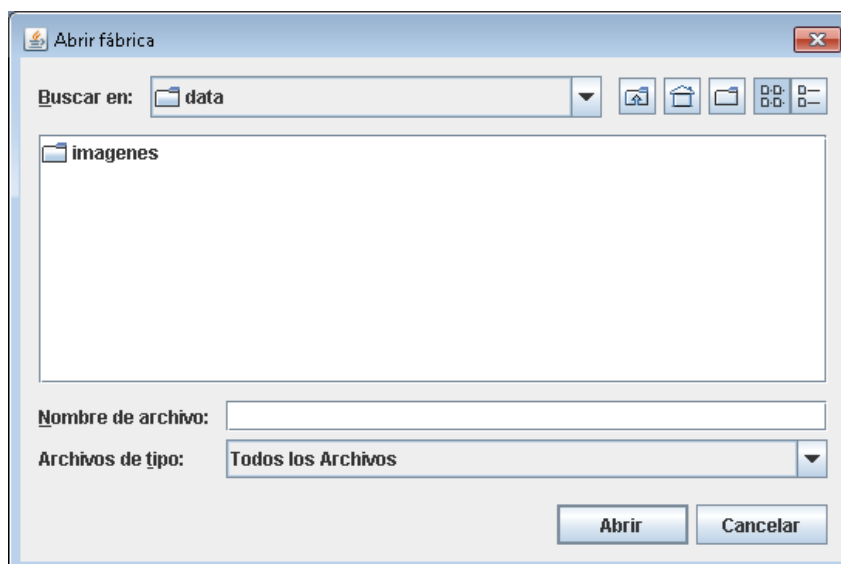 Abrir fábrica
Buscar en: data
imagenes
Nombre de archivo:
Archivos de tipo: Todos los Archivos
Abrir Cancelar